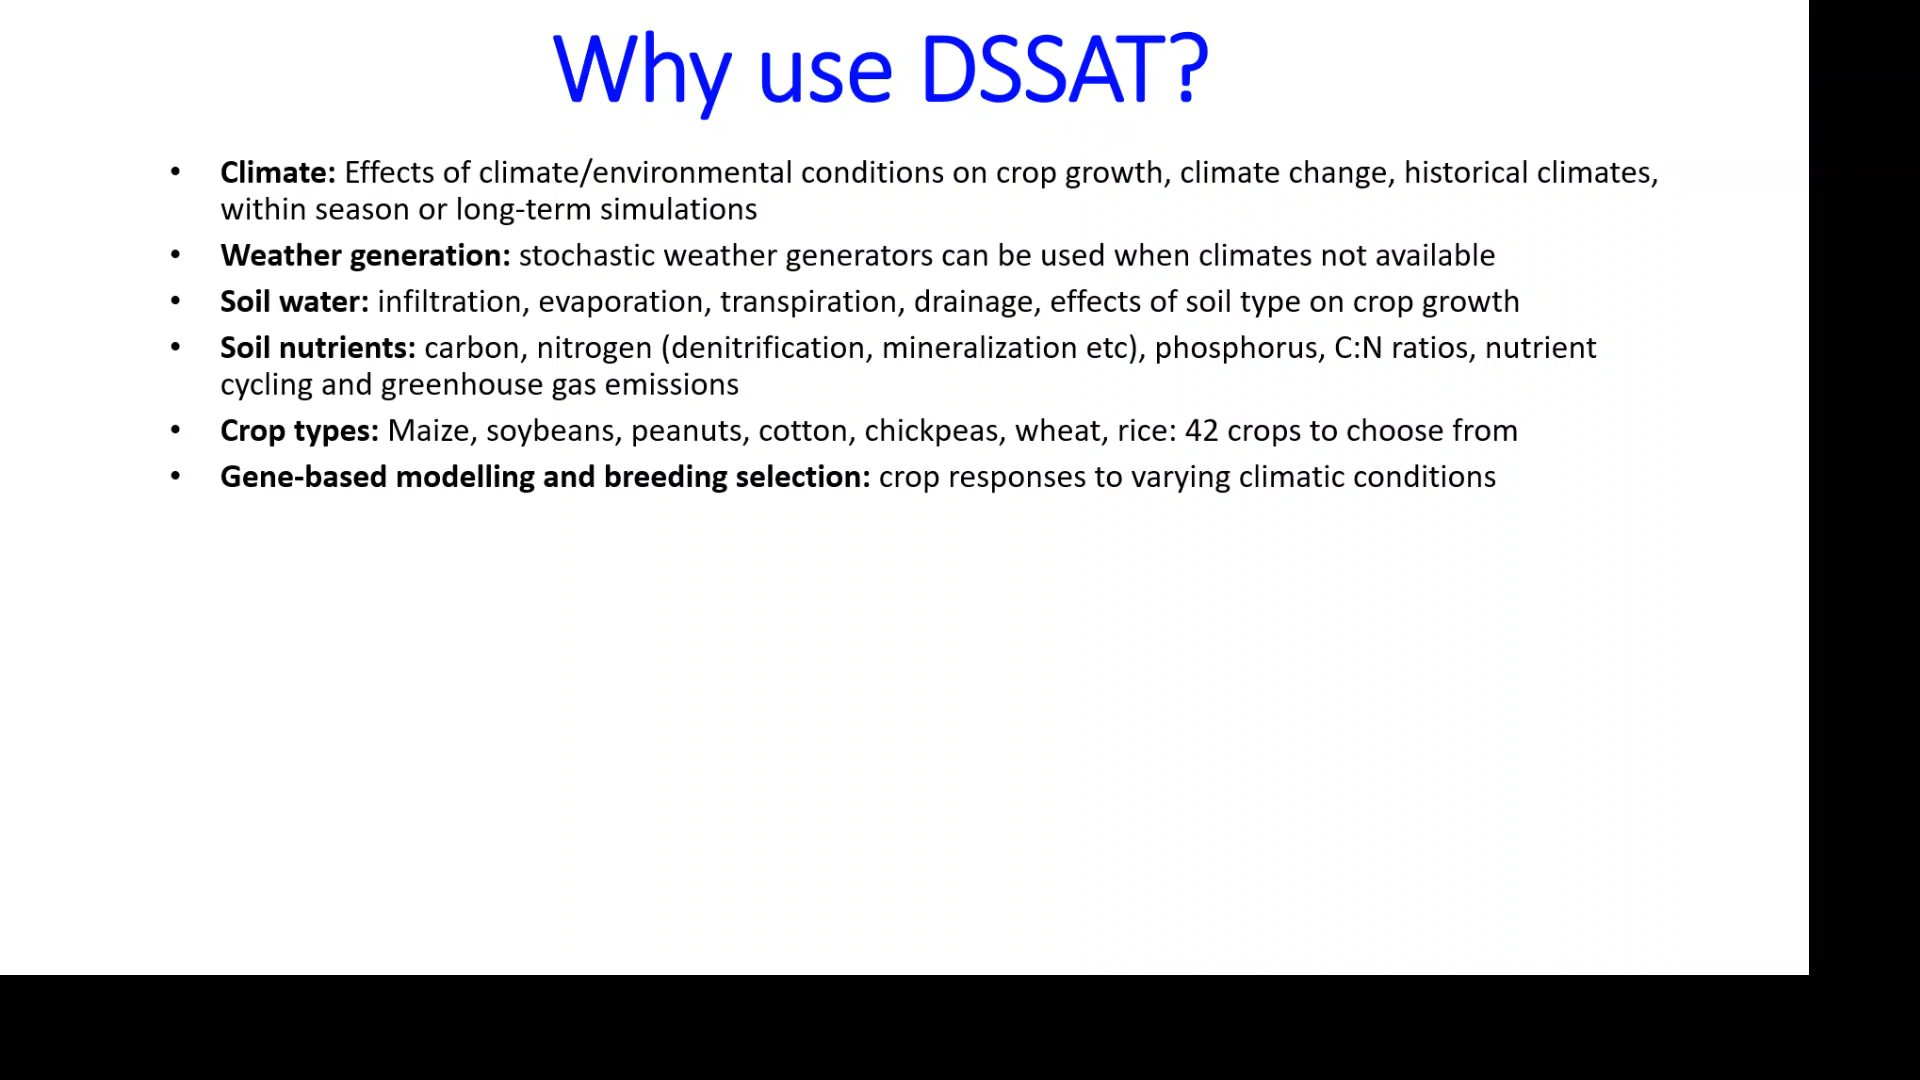 Why use DSSAT?
• Climate: Effects of climate/environmental conditions on crop growth, climate change, historical climates,
within season or long-term simulations
• Weather generation: stochastic weather generators can be used when climates not available
• Soil water: infiltration, evaporation, transpiration, drainage, effects of soil type on crop growth
• Soil nutrients: carbon, nitrogen (denitrification, mineralization etc), phosphorus, C:N ratios, nutrient
cycling and greenhouse gas emissions
• Crop types: Maize, soybeans, peanuts, cotton, chickpeas, wheat, rice: 42 crops to choose from
• Gene-based modelling and breeding selection: crop responses to varying climatic conditions